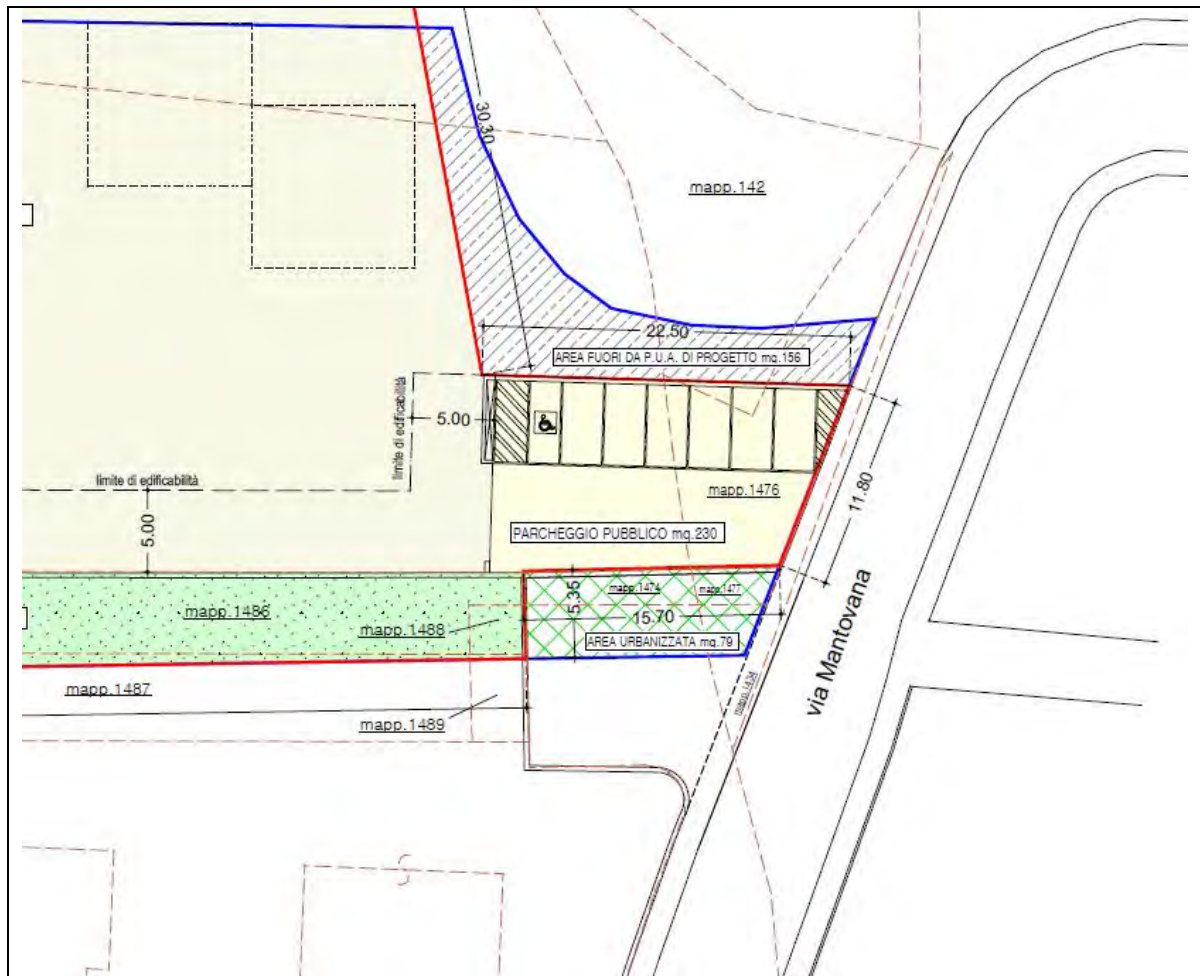 30.30
mapp.142
22.50
AREA FUORI DA P.U.A. DI PROGETTO mq.156
limite di edificabilità
5.00
limite di edificabilità
mapp.1476
11.80
5.00
PARCHEGGIO PUBBLICO mq.230
mapp.1474
mapp.1477
5.35
mapp.1486
15.70
mapp.1488
AREA URBANIZZATA mq.79
via Mantovana
mapp.1487
mapp.1489